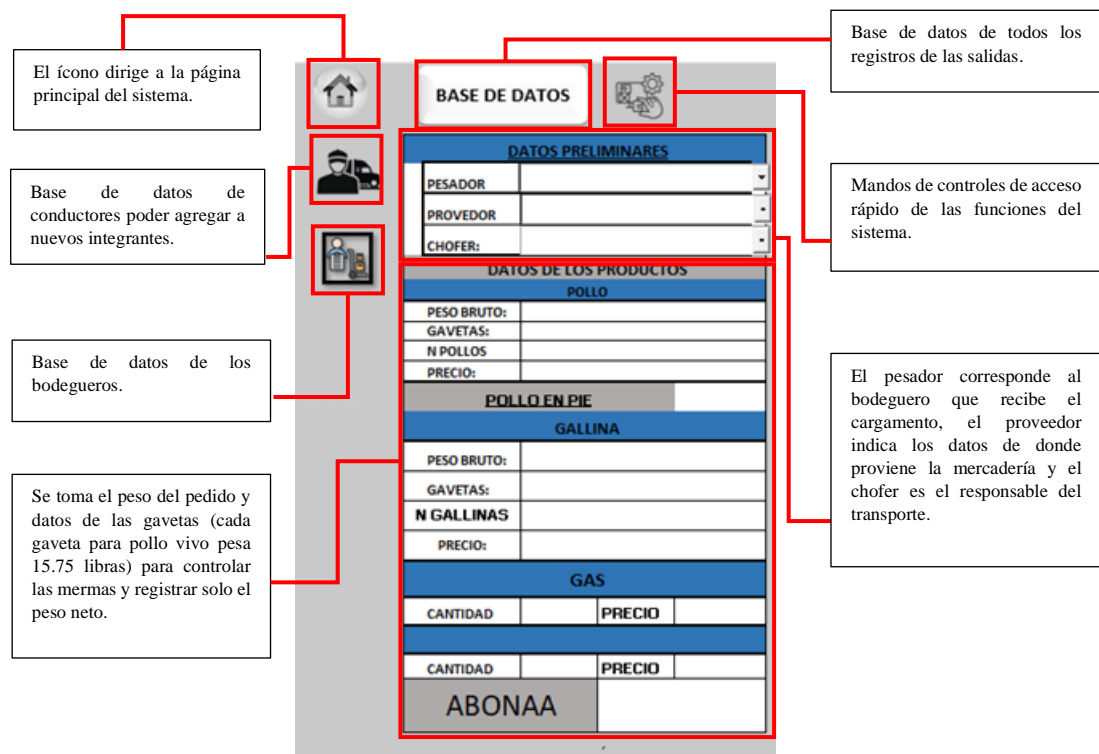 El ícono dirige a la página
principal del sistema.
Base de datos de
conductores poder agregar a
nuevos integrantes.
Base de datos de los
bodegueros.
Se toma el peso del pedido y
datos de las gavetas (cada
gaveta para pollo vivo pesa
15.75 libras) para controlar
las mermas y registrar solo el
peso neto.
BASE DE DATOS
DATOS PRELIMINARES
PESADOR
PROVEDOR
CHOFER:
DATOS DE LOS PRODUCTOS
POLLO
PESO BRUTO:
GAVETAS:
N POLLOS
PRECIO:
POLLO EN PIE
GALLINA
PESO BRUTO:
GAVETAS:
N GALLINAS
PRECIO:
GAS
CANTIDAD PRECIO
CANTIDAD PRECIO
ABONAA
Base de datos de todos los
registros de las salidas.
Mandos de controles de acceso
rápido de las funciones del
sistema.
El pesador corresponde al
bodeguero que recibe el
cargamento, el proveedor
indica los datos de donde
proviene la mercadería y el
chofer es el responsable del
transporte.